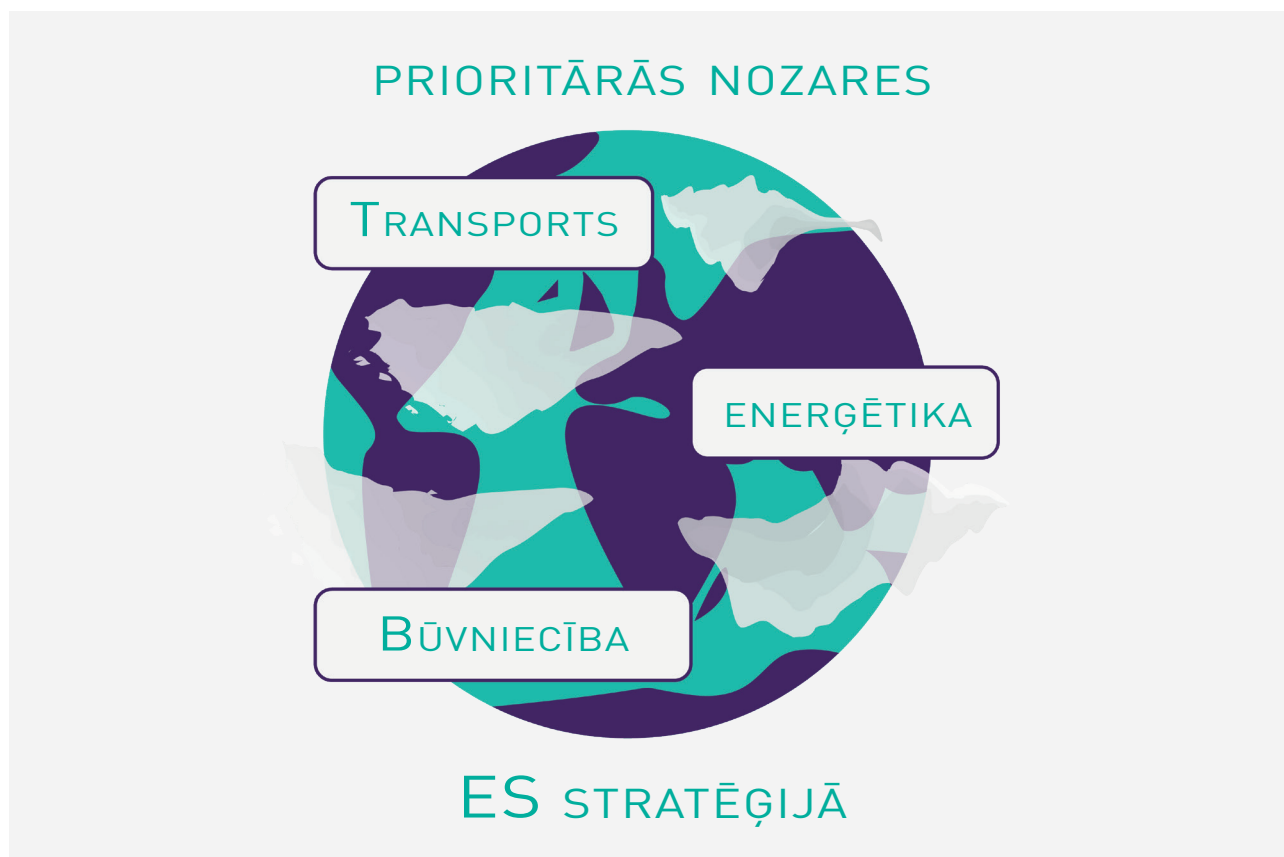 PRIORITĀRĀS NOZARES
TRANSPORTS
ENERĢĒTIKA
BŪVNIECĪBA
ES STRATĒĢIJĀ